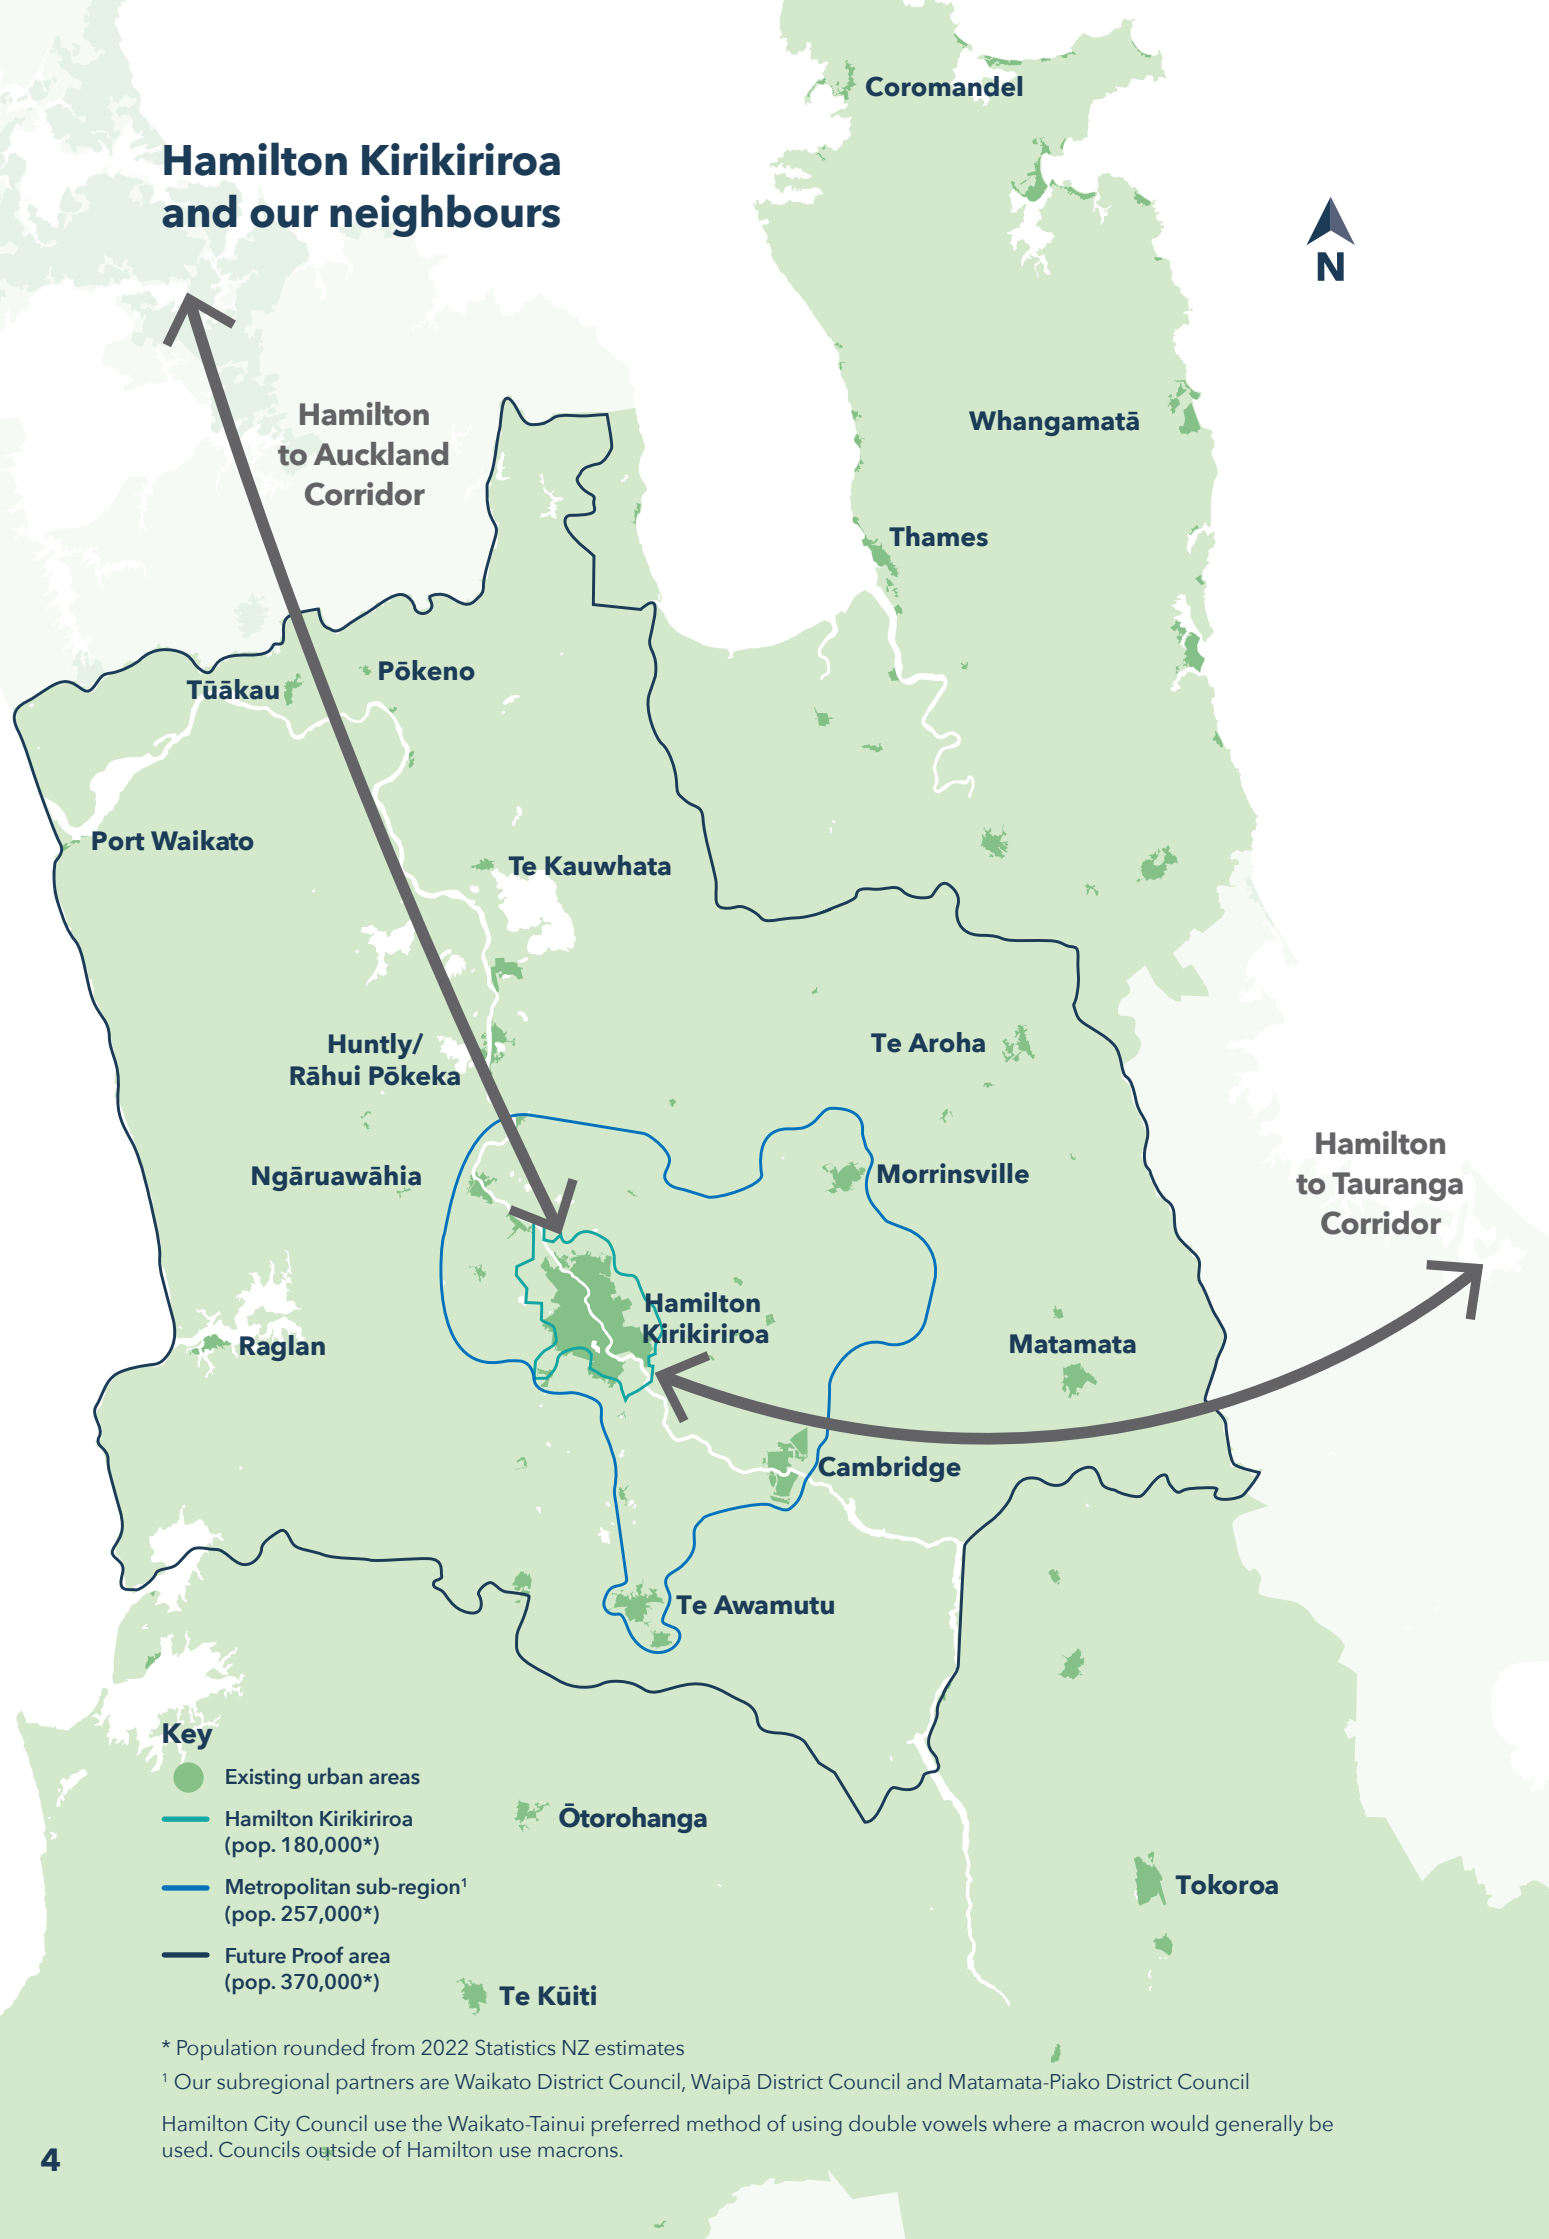 Coromandel
Hamilton Kirikiriroa
and our neighbours
N
Hamilton
to Auckland
Corridor
Whangamatā
Thames
Pōkeno
Tūākau
Port Waikato
Te Kauwhata
Huntly/
Rāhui Pōkeka
Te Aroha
Ngāruawāhia
Morrinsville
Hamilton
to Tauranga
Corridor
Hamilton
Kirikiriroa
Raglan
Matamata
Cambridge
Te Awamutu
Key
Existing urban areas
Hamilton Kirikiriroa
(pop. 180,000*)
Metropolitan sub-region¹
(pop. 257,000*)
Future Proof area
(pop. 370,000*)
Ōtorohanga
Tokoroa
Te Kūiti
* Population rounded from 2022 Statistics NZ estimates
¹ Our subregional partners are Waikato District Council, Waipā District Council and Matamata-Piako District Council
Hamilton City Council use the Waikato-Tainui preferred method of using double vowels where a macron would generally be
used. Councils outside of Hamilton use macrons.
4